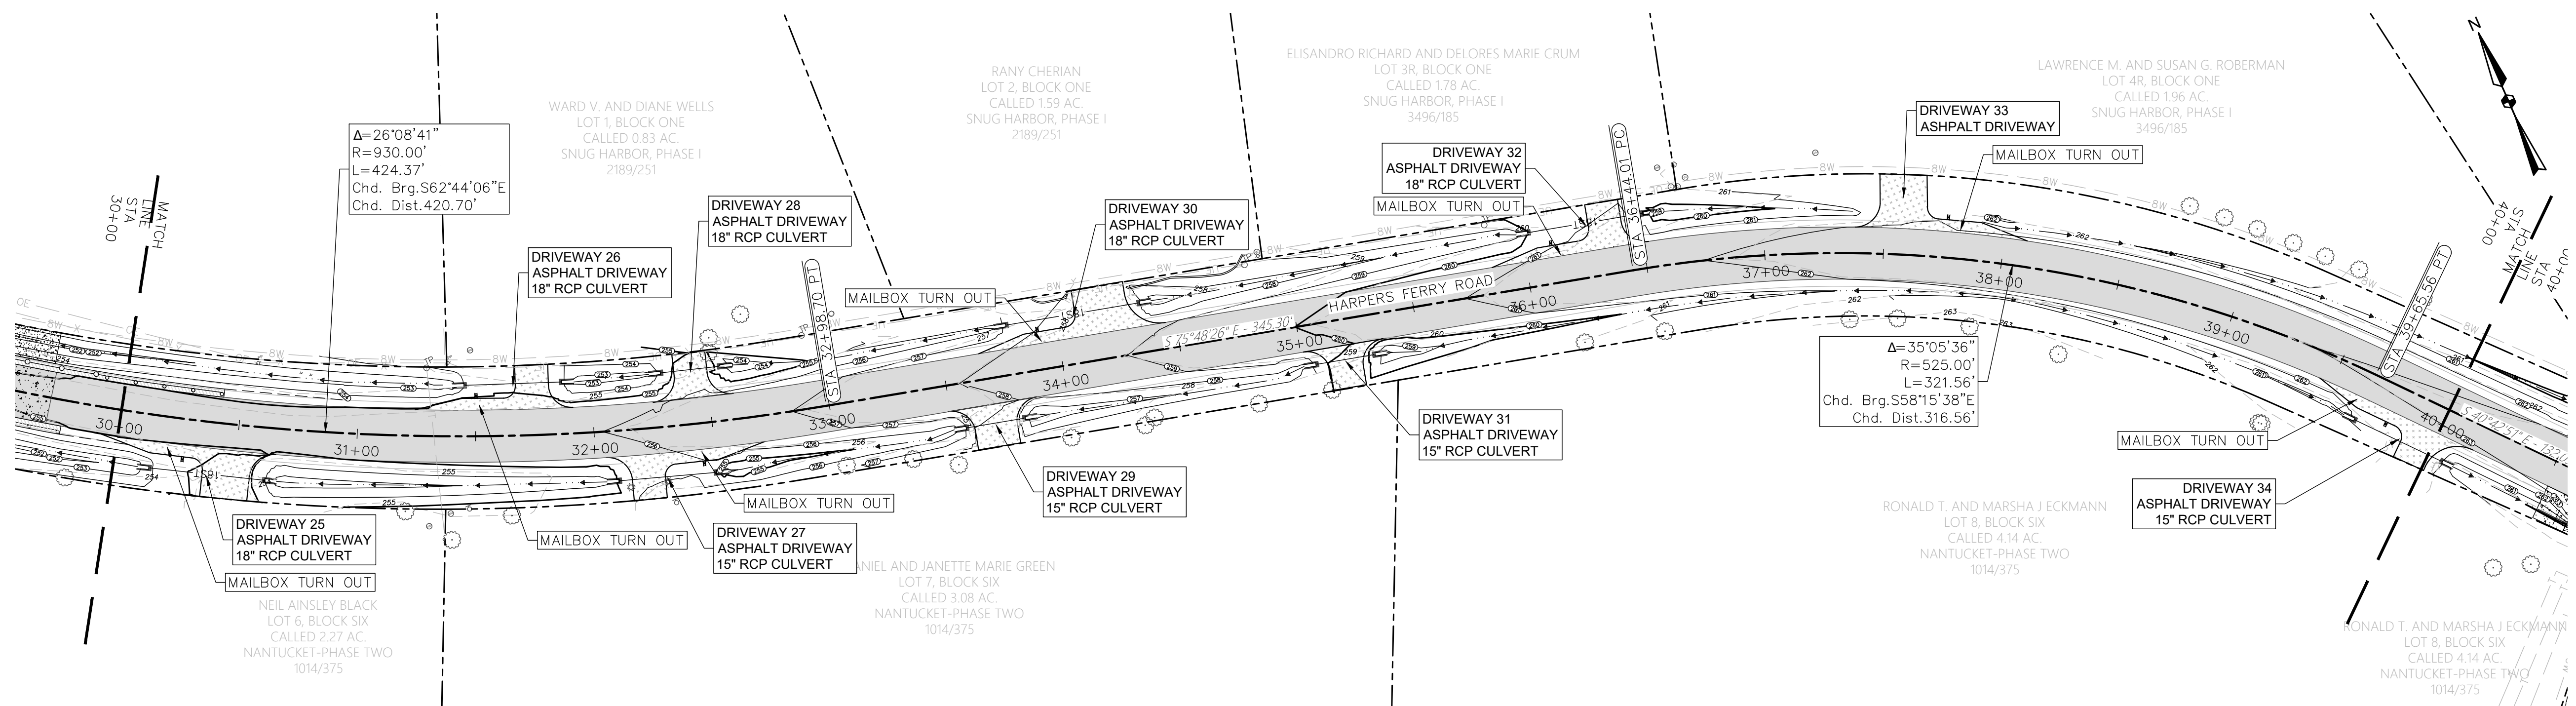 WARD V. AND DIANE WELLS
LOT 1, BLOCK ONE
CALLED 0.83 AC.
SNUG HARBOR, PHASE I
2189/251
RANY CHERIAN
LOT 2, BLOCK ONE
CALLED 1.59 AC.
SNUG HARBOR, PHASE I
2189/251
ELISANDRO RICHARD AND DELORES MARIE CRUM
LOT 3R, BLOCK ONE
CALLED 1.78 AC.
SNUG HARBOR, PHASE I
3496/185
LAWRENCE M. AND SUSAN G. ROBERMAN
LOT 4R, BLOCK ONE
CALLED 1.96 AC.
SNUG HARBOR, PHASE I
3496/185
N
Δ=26°08'41"
R=930.00'
L=424.37'
Chd. Brg.S62°44'06"E
Chd. Dist.420.70'
MATCH
LINE
STA
30+00
DRIVEWAY 26
ASPHALT DRIVEWAY
18" RCP CULVERT
DRIVEWAY 28
ASPHALT DRIVEWAY
18" RCP CULVERT
STA 32+98.70 PT
MAILBOX TURN OUT
DRIVEWAY 30
ASPHALT DRIVEWAY
18" RCP CULVERT
DRIVEWAY 32
ASPHALT DRIVEWAY
18" RCP CULVERT
MAILBOX TURN OUT
STA 36+44.01 PC
DRIVEWAY 33
ASHPALT DRIVEWAY
MAILBOX TURN OUT
STA 39+65.56 PT
40+00
STA
MATCH
LINE
STA
40+00
HARPERS FERRY ROAD
S 75°48'26" E - 345.30'
30+00
31+00
32+00
33+00
34+00
35+00
36+00
37+00
38+00
39+00
40+00
S 40°42'51" E
Δ=35°05'36"
R=525.00'
L=321.56'
Chd. Brg.S58°15'38"E
Chd. Dist.316.56'
DRIVEWAY 25
ASPHALT DRIVEWAY
18" RCP CULVERT
MAILBOX TURN OUT
MAILBOX TURN OUT
MAILBOX TURN OUT
DRIVEWAY 27
ASPHALT DRIVEWAY
15" RCP CULVERT
DRIVEWAY 29
ASPHALT DRIVEWAY
15" RCP CULVERT
DRIVEWAY 31
ASPHALT DRIVEWAY
15" RCP CULVERT
MAILBOX TURN OUT
DRIVEWAY 34
ASPHALT DRIVEWAY
15" RCP CULVERT
NEIL AINSLEY BLACK
LOT 6, BLOCK SIX
CALLED 2.27 AC.
NANTUCKET-PHASE TWO
1014/375
ANIEL AND JANETTE MARIE GREEN
LOT 7, BLOCK SIX
CALLED 3.08 AC.
NANTUCKET-PHASE TWO
1014/375
RONALD T. AND MARSHA J ECKMANN
LOT 8, BLOCK SIX
CALLED 4.14 AC.
NANTUCKET-PHASE TWO
1014/375
RONALD T. AND MARSHA J ECKMANN
LOT 8, BLOCK SIX
CALLED 4.14 AC.
NANTUCKET-PHASE TWO
1014/375